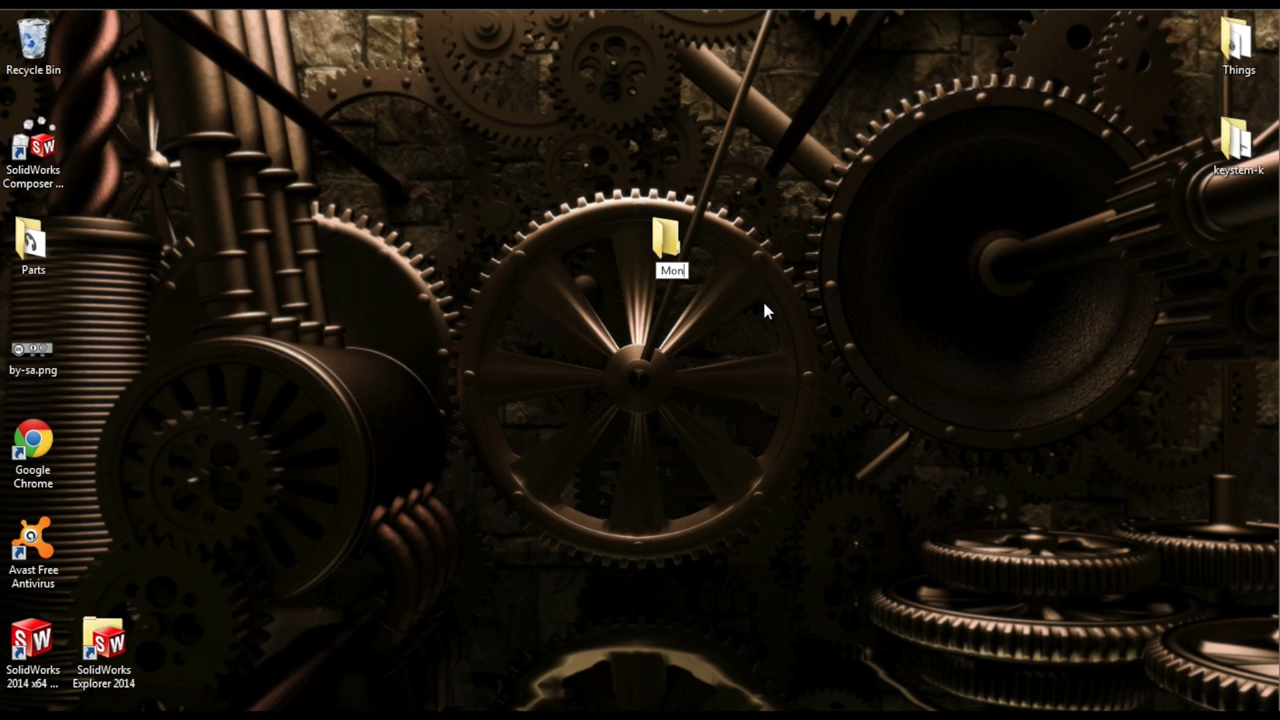 Recycle Bin
SolidWorks
Composer ...
Parts
by-sa.png
Google
Chrome
Avast Free
Antivirus
SolidWorks
2014 x64 ...
SolidWorks
Explorer 2014
Mon
Things
keystem-k